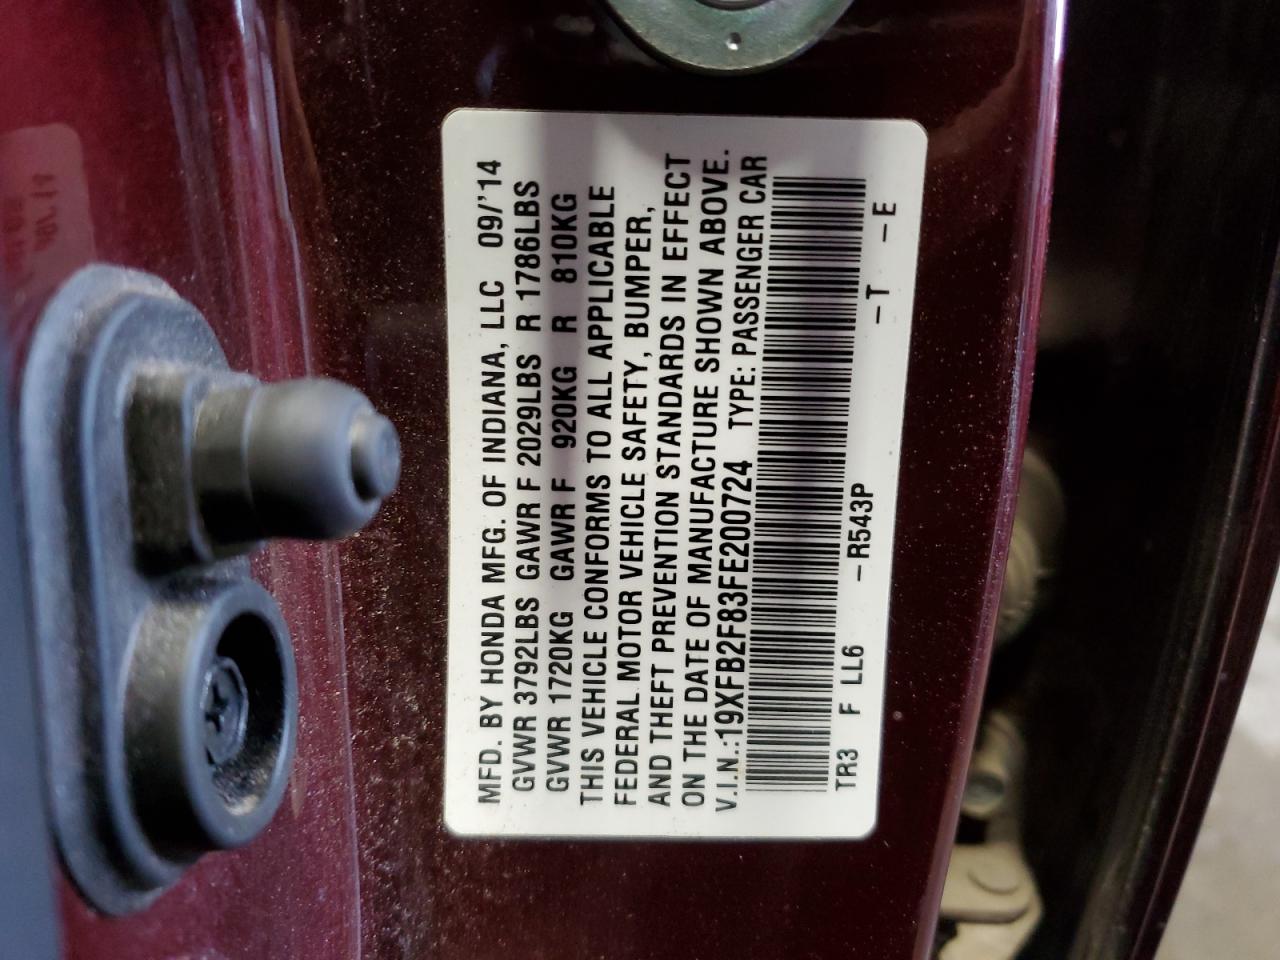 MFD. BY HONDA MFG. OF INDIANA, LLC 09/'14
GVWR 3792LBS GAWR F 2029LBS R 1786LBS
GVWR 1720KG GAWR F 920KG R 810KG
THIS VEHICLE CONFORMS TO ALL APPLICABLE
FEDERAL MOTOR VEHICLE SAFETY, BUMPER,
AND THEFT PREVENTION STANDARDS IN EFFECT
ON THE DATE OF MANUFACTURE SHOWN ABOVE.
V.I.N.:19XFB2F83FE200724 TYPE: PASSENGER CAR
TR3 F LL6 –R543P –T –E